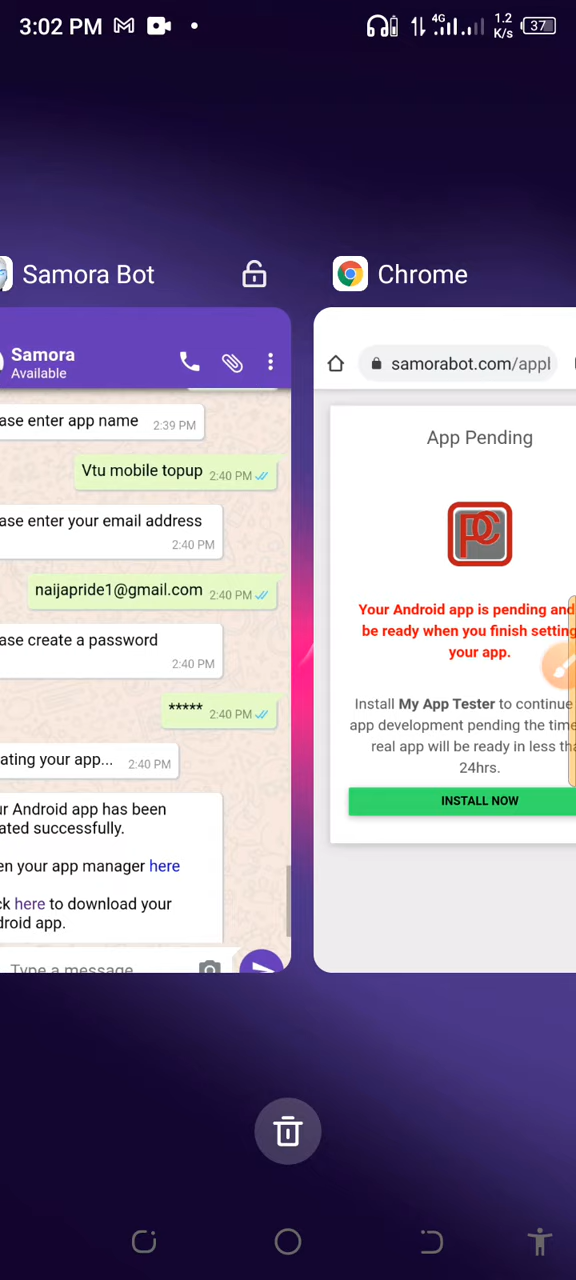 3:02 PM
4G
1.2
K/s
37
Samora Bot
Chrome
Samora
Available
samorabot.com/appl
ase enter app name 2:39 PM
App Pending
Vtu mobile topup 2:40 PM
ase enter your email address
2:40 PM
PC
naijapride1@gmail.com 2:40 PM
Your Android app is pending and
be ready when you finish setting
your app.
ase create a password
2:40 PM
***** 2:40 PM
Install My App Tester to continue
app development pending the time
real app will be ready in less tha
24hrs.
ating your app... 2:40 PM
INSTALL NOW
ur Android app has been
ated successfully.
en your app manager here
ck here to download your
droid app.
Type a message